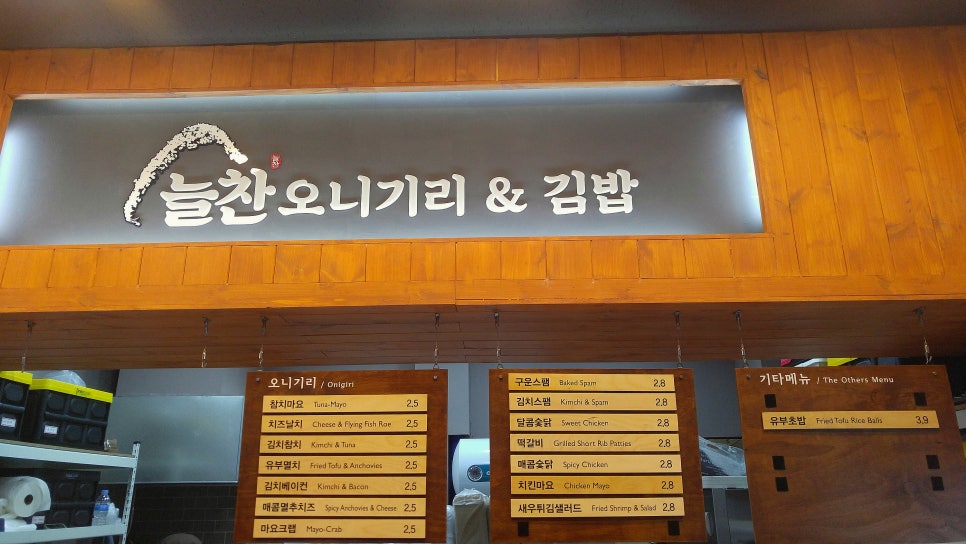 늘찬 오니기리 & 김밥
오니기리 / Onigiri
참치마요 Tuna-Mayo 2,5
치즈날치 Cheese & Flying Fish Roe 2,5
김치참치 Kimchi & Tuna 2,5
유부멸치 Fried Tofu & Anchovies 2,5
김치베이컨 Kimchi & Bacon 2,5
매콤멸추치즈 Spicy Anchovies & Cheese 2,5
마요크랩 Mayo-Crab 2,5
구운스팸 Baked Spam 2,8
김치스팸 Kimchi & Spam 2,8
달콤숯닭 Sweet Chicken 2,8
떡갈비 Grilled Short Rib Patties 2,8
매콤숯닭 Spicy Chicken 2,8
치킨마요 Chicken Mayo 2,8
새우튀김샐러드 Fried Shrimp & Salad 2,8
기타메뉴 / The Others Menu
유부초밥 Fried Tofu Rice Balls 3,9